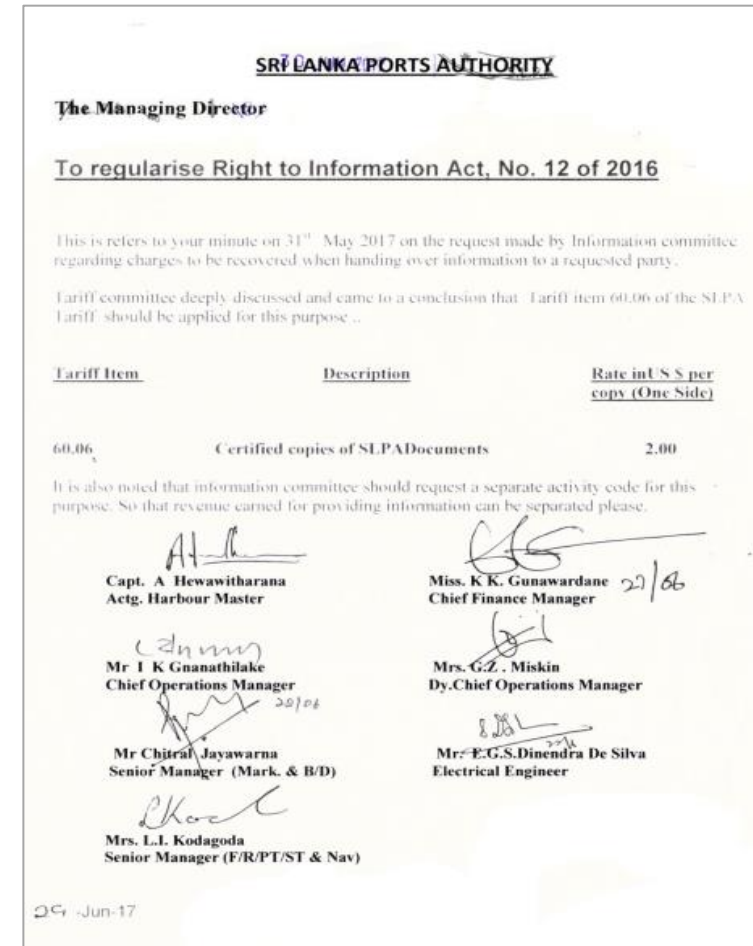 SRI LANKA PORTS AUTHORITY
The Managing Director
To regularise Right to Information Act, No. 12 of 2016
This is refers to your minute on 31st May 2017 on the request made by Information committee
regarding charges to be recovered when handing over information to a requested party.
Tariff committee deeply discussed and came to a conclusion that Tariff item 60.06 of the SLPA
Tariff should be applied for this purpose ..
Tariff Item Description Rate in US $ per
copy (One Side)
60.06 Certified copies of SLPADocuments 2.00
It is also noted that information committee should request a separate activity code for this
purpose. So that revenue earned for providing information can be separated please.
Capt. A Hewawitharana Miss. K K. Gunawardane 27/06
Actg. Harbour Master Chief Finance Manager
Mr I K Gnanathilake Mrs. G.Z . Miskin
Chief Operations Manager Dy.Chief Operations Manager
28/06
Mr Chitral Jayawarna Mr. E.G.S.Dinendra De Silva
Senior Manager (Mark. & B/D) Electrical Engineer
Mrs. L.I. Kodagoda
Senior Manager (F/R/PT/ST & Nav)
29 -Jun-17